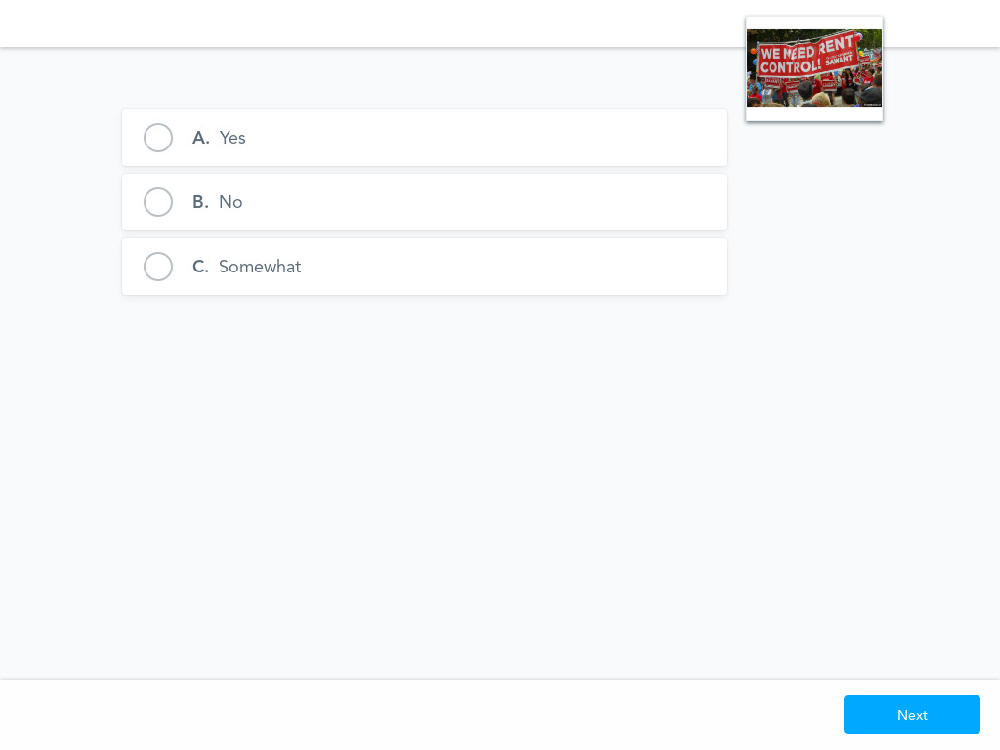 WE NEED RENT
CONTROL!
SAWANT
A. Yes
B. No
C. Somewhat
Next